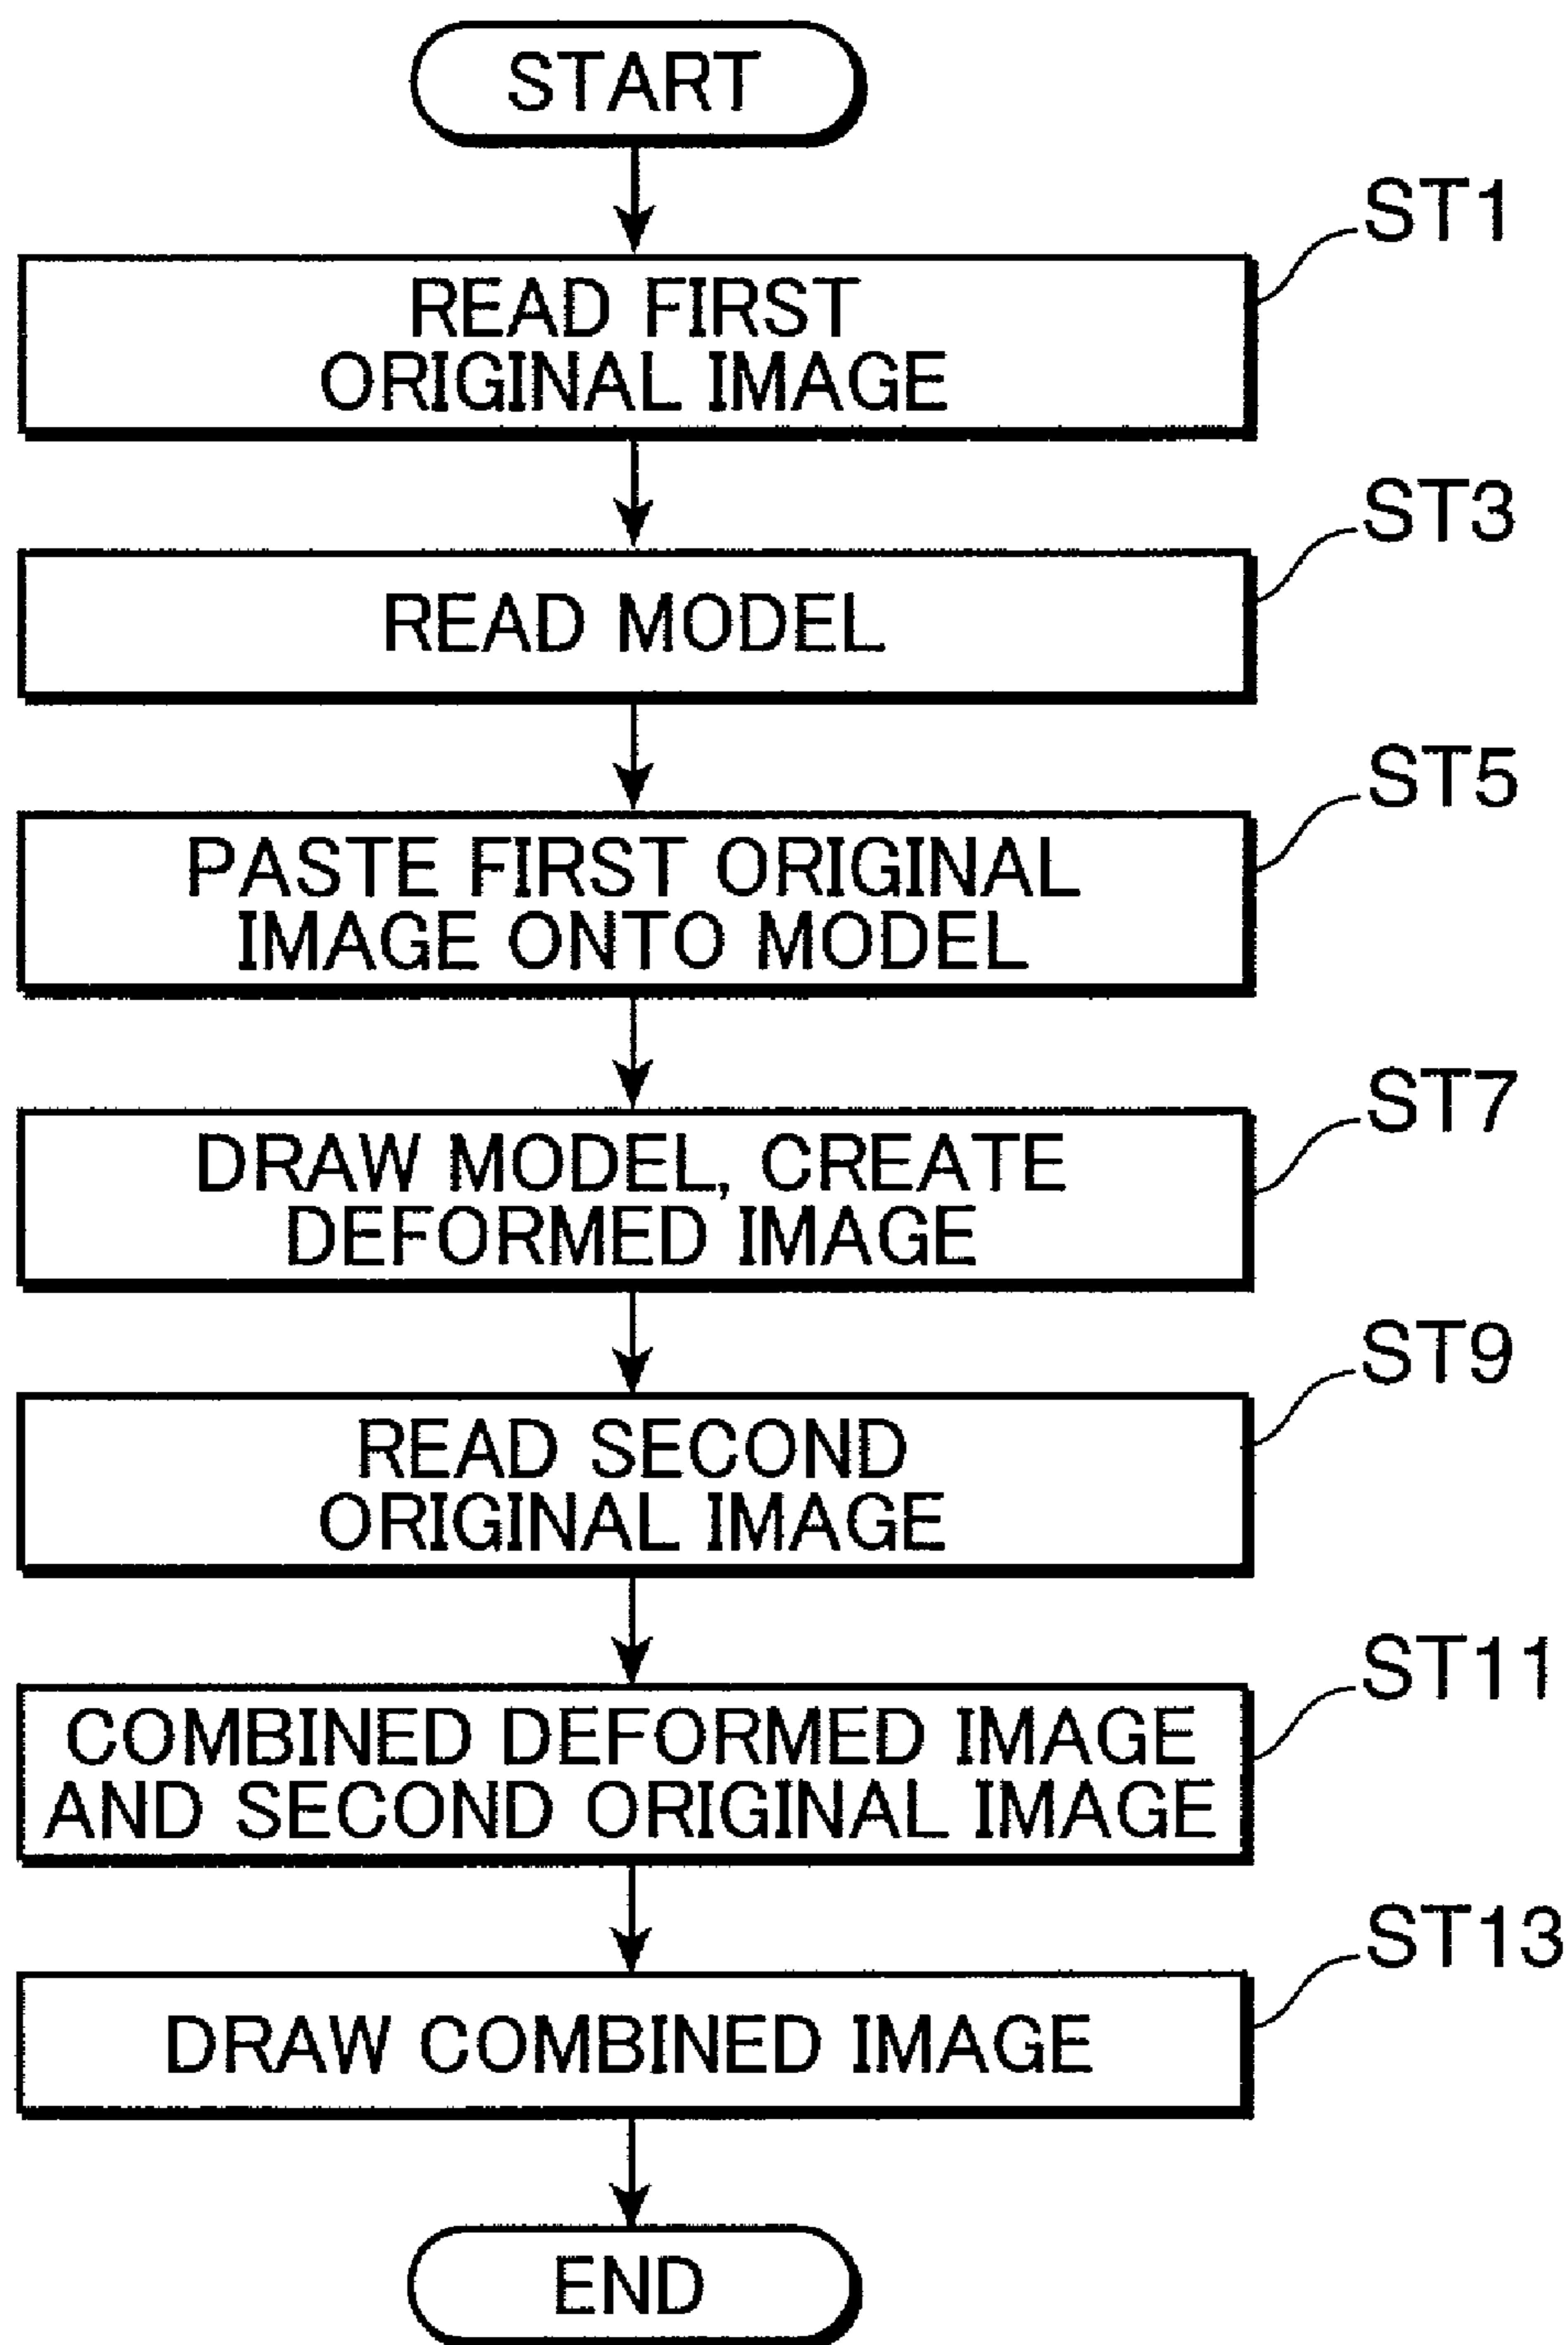 START
ST1
READ FIRST
ORIGINAL IMAGE
ST3
READ MODEL
ST5
PASTE FIRST ORIGINAL
IMAGE ONTO MODEL
ST7
DRAW MODEL, CREATE
DEFORMED IMAGE
ST9
READ SECOND
ORIGINAL IMAGE
ST11
COMBINED DEFORMED IMAGE
AND SECOND ORIGINAL IMAGE
ST13
DRAW COMBINED IMAGE
END